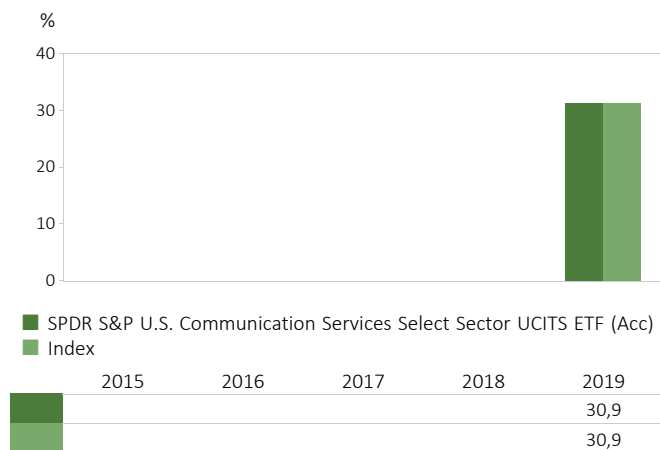 %
40
30
20
10
0
SPDR S&P U.S. Communication Services Select Sector UCITS ETF (Acc)
Index
2015 2016 2017 2018 2019
30,9
30,9